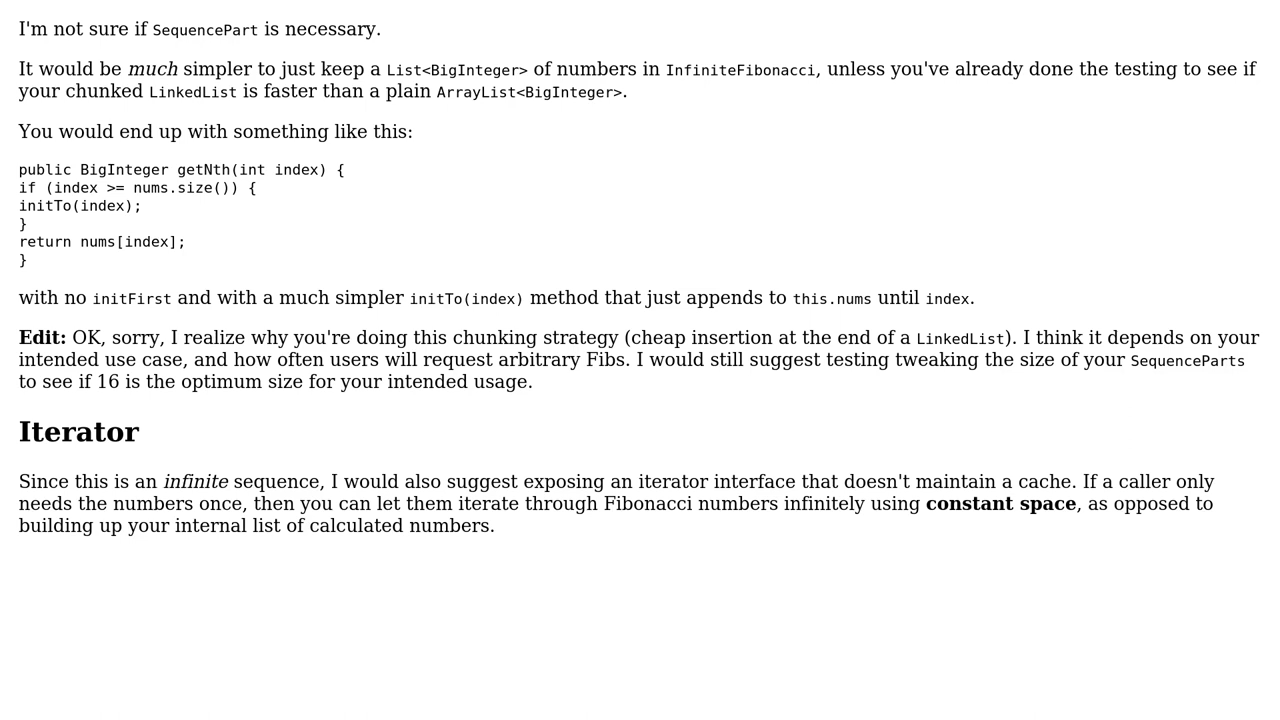 I'm not sure if SequencePart is necessary.
It would be much simpler to just keep a List<BigInteger> of numbers in InfiniteFibonacci, unless you've already done the testing to see if
your chunked LinkedList is faster than a plain ArrayList<BigInteger>.
You would end up with something like this:
public BigInteger getNth(int index) {
if (index >= nums.size()) {
initTo(index);
}
return nums[index];
}
with no initFirst and with a much simpler initTo(index) method that just appends to this.nums until index.
Edit: OK, sorry, I realize why you're doing this chunking strategy (cheap insertion at the end of a LinkedList). I think it depends on your
intended use case, and how often users will request arbitrary Fibs. I would still suggest testing tweaking the size of your SequenceParts
to see if 16 is the optimum size for your intended usage.
Iterator
Since this is an infinite sequence, I would also suggest exposing an iterator interface that doesn't maintain a cache. If a caller only
needs the numbers once, then you can let them iterate through Fibonacci numbers infinitely using constant space, as opposed to
building up your internal list of calculated numbers.